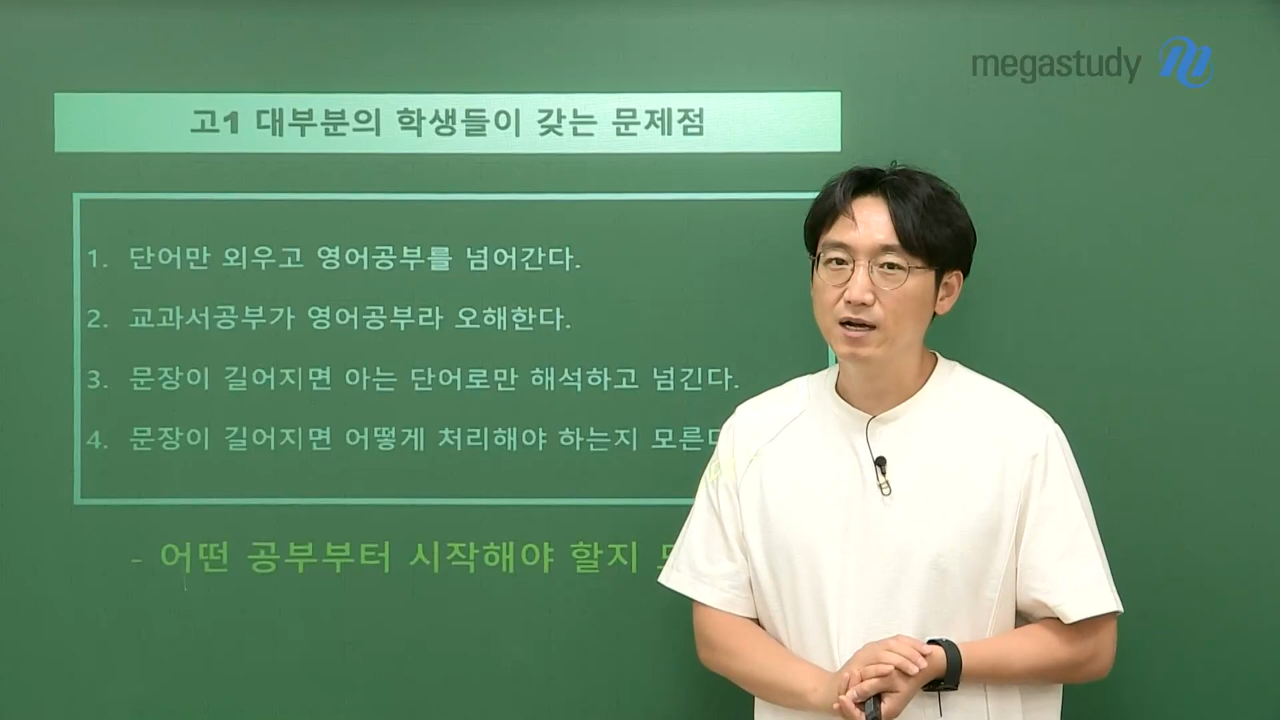 megastudy
고1 대부분의 학생들이 갖는 문제점
1. 단어만 외우고 영어공부를 넘어간다.
2. 교과서공부가 영어공부라 오해한다.
3. 문장이 길어지면 아는 단어로만 해석하고 넘긴다.
4. 문장이 길어지면 어떻게 처리해야 하는지 모른다
- 어떤 공부부터 시작해야 할지